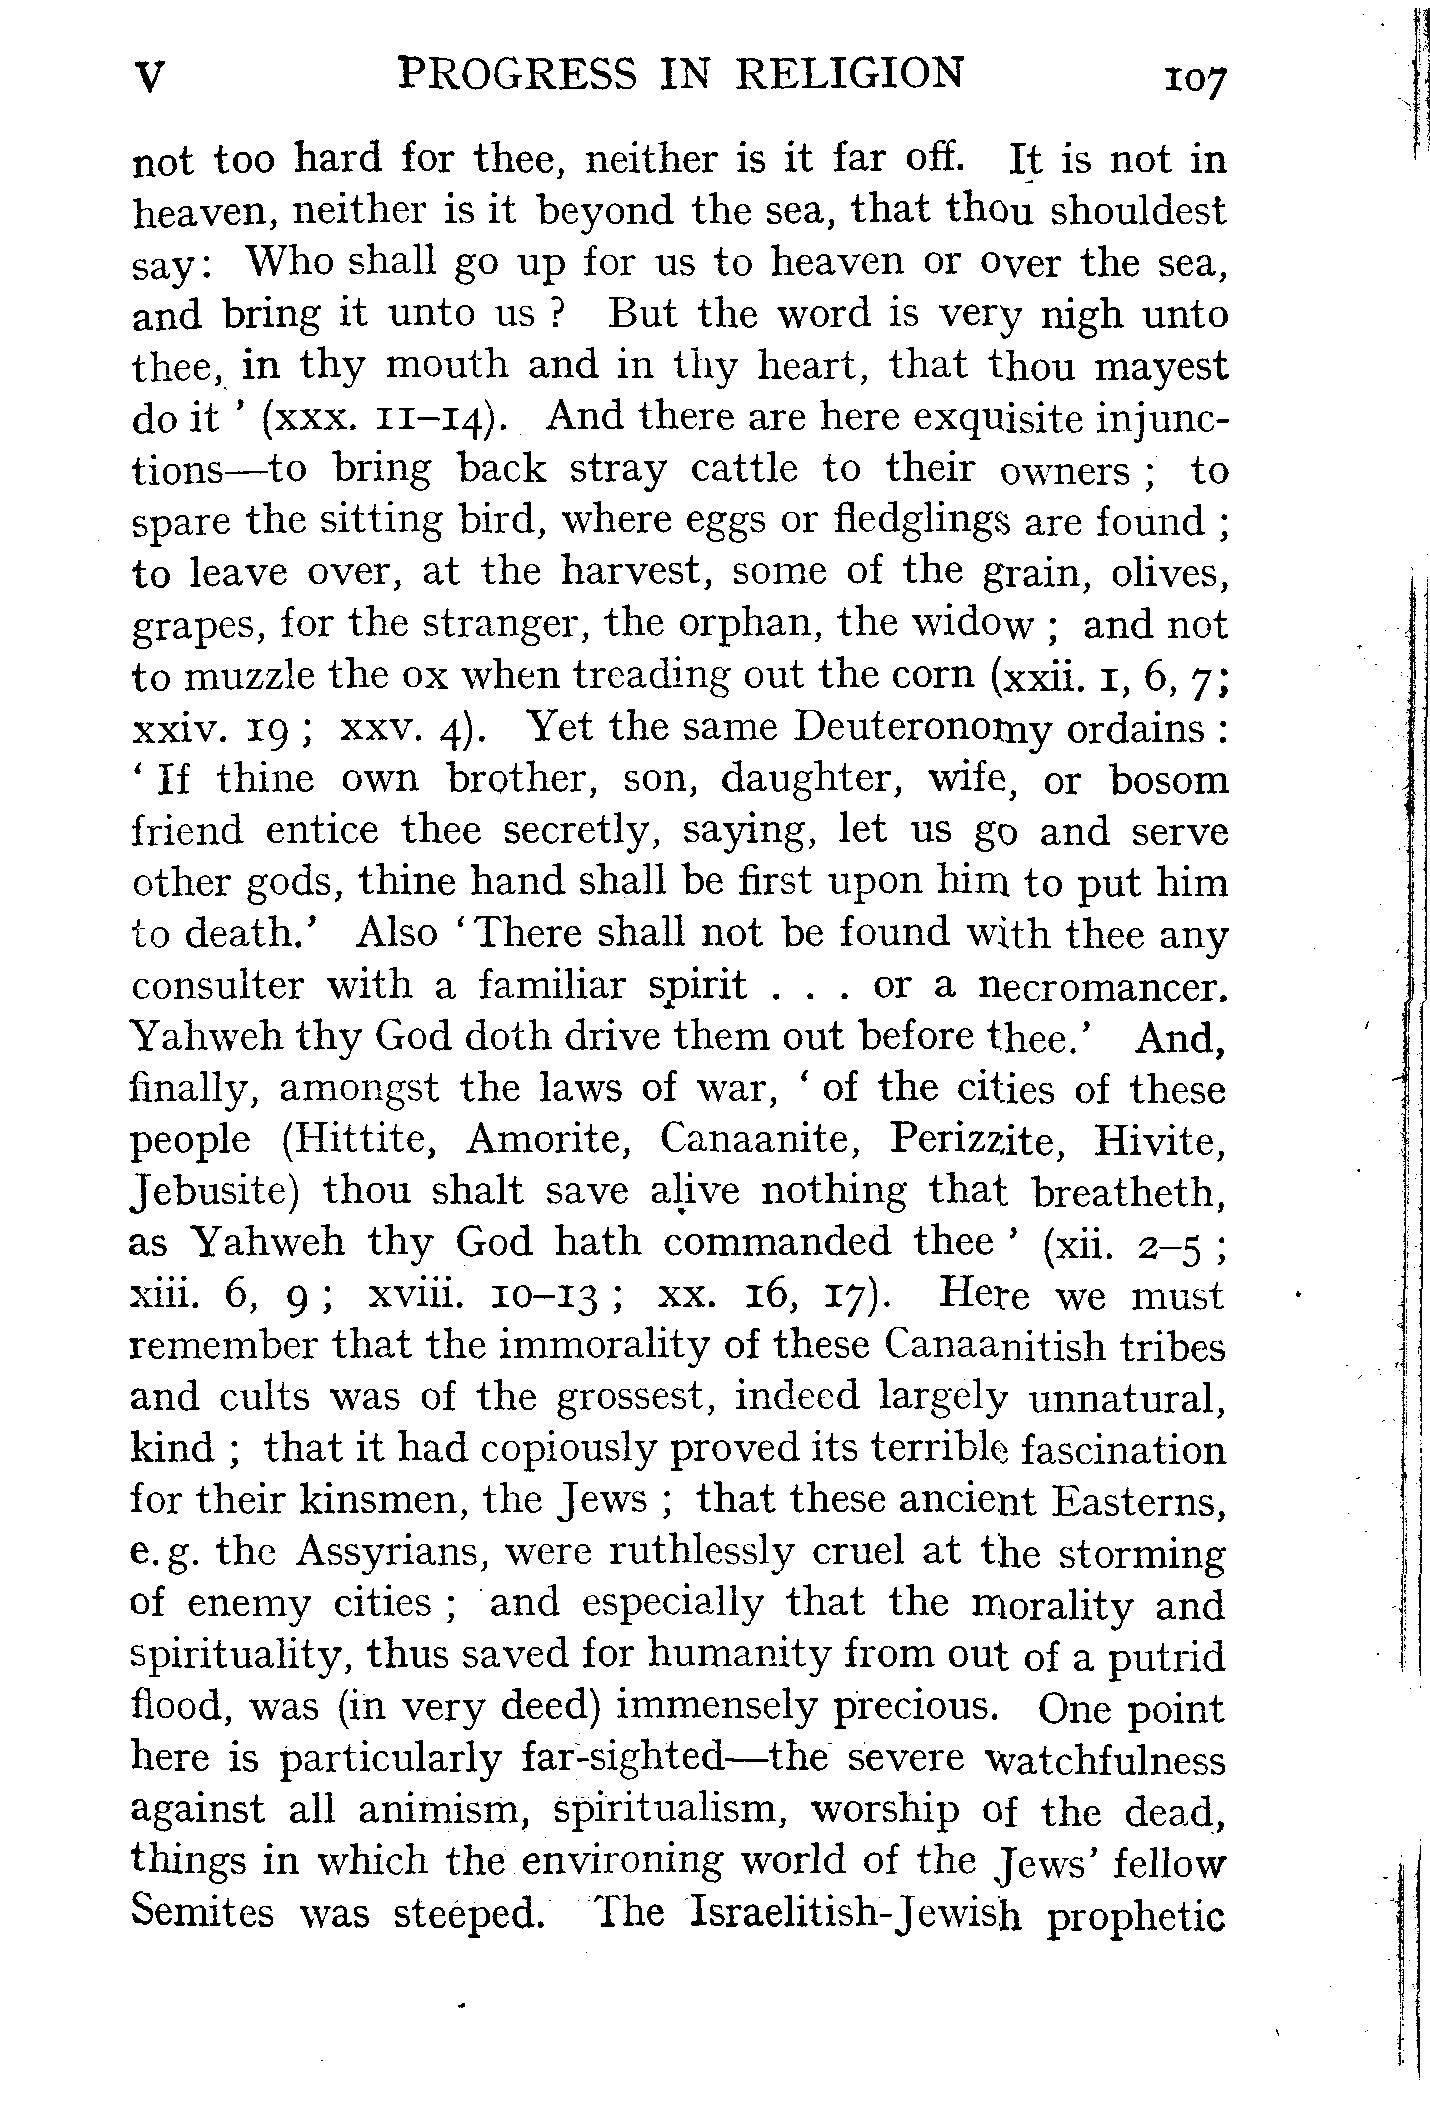 V PROGRESS IN RELIGION 107
not too hard for thee, neither is it far off. It is not in
heaven, neither is it beyond the sea, that thou shouldest
say: Who shall go up for us to heaven or over the sea,
and bring it unto us ? But the word is very nigh unto
thee, in thy mouth and in thy heart, that thou mayest
do it ’ (xxx. 11–14). And there are here exquisite injunc-
tions—to bring back stray cattle to their owners ; to
spare the sitting bird, where eggs or fledglings are found ;
to leave over, at the harvest, some of the grain, olives,
grapes, for the stranger, the orphan, the widow ; and not
to muzzle the ox when treading out the corn (xxii. 1, 6, 7;
xxiv. 19 ; xxv. 4). Yet the same Deuteronomy ordains :
‘ If thine own brother, son, daughter, wife, or bosom
friend entice thee secretly, saying, let us go and serve
other gods, thine hand shall be first upon him to put him
to death.’ Also ‘ There shall not be found with thee any
consulter with a familiar spirit . . . or a necromancer.
Yahweh thy God doth drive them out before thee.’ And,
finally, amongst the laws of war, ‘ of the cities of these
people (Hittite, Amorite, Canaanite, Perizzite, Hivite,
Jebusite) thou shalt save alive nothing that breatheth,
as Yahweh thy God hath commanded thee ’ (xii. 2–5 ;
xiii. 6, 9 ; xviii. 10–13 ; xx. 16, 17). Here we must
remember that the immorality of these Canaanitish tribes
and cults was of the grossest, indeed largely unnatural,
kind ; that it had copiously proved its terrible fascination
for their kinsmen, the Jews ; that these ancient Easterns,
e.g. the Assyrians, were ruthlessly cruel at the storming
of enemy cities ; and especially that the morality and
spirituality, thus saved for humanity from out of a putrid
flood, was (in very deed) immensely precious. One point
here is particularly far-sighted—the severe watchfulness
against all animism, spiritualism, worship of the dead,
things in which the environing world of the Jews’ fellow
Semites was steeped. The Israelitish-Jewish prophetic